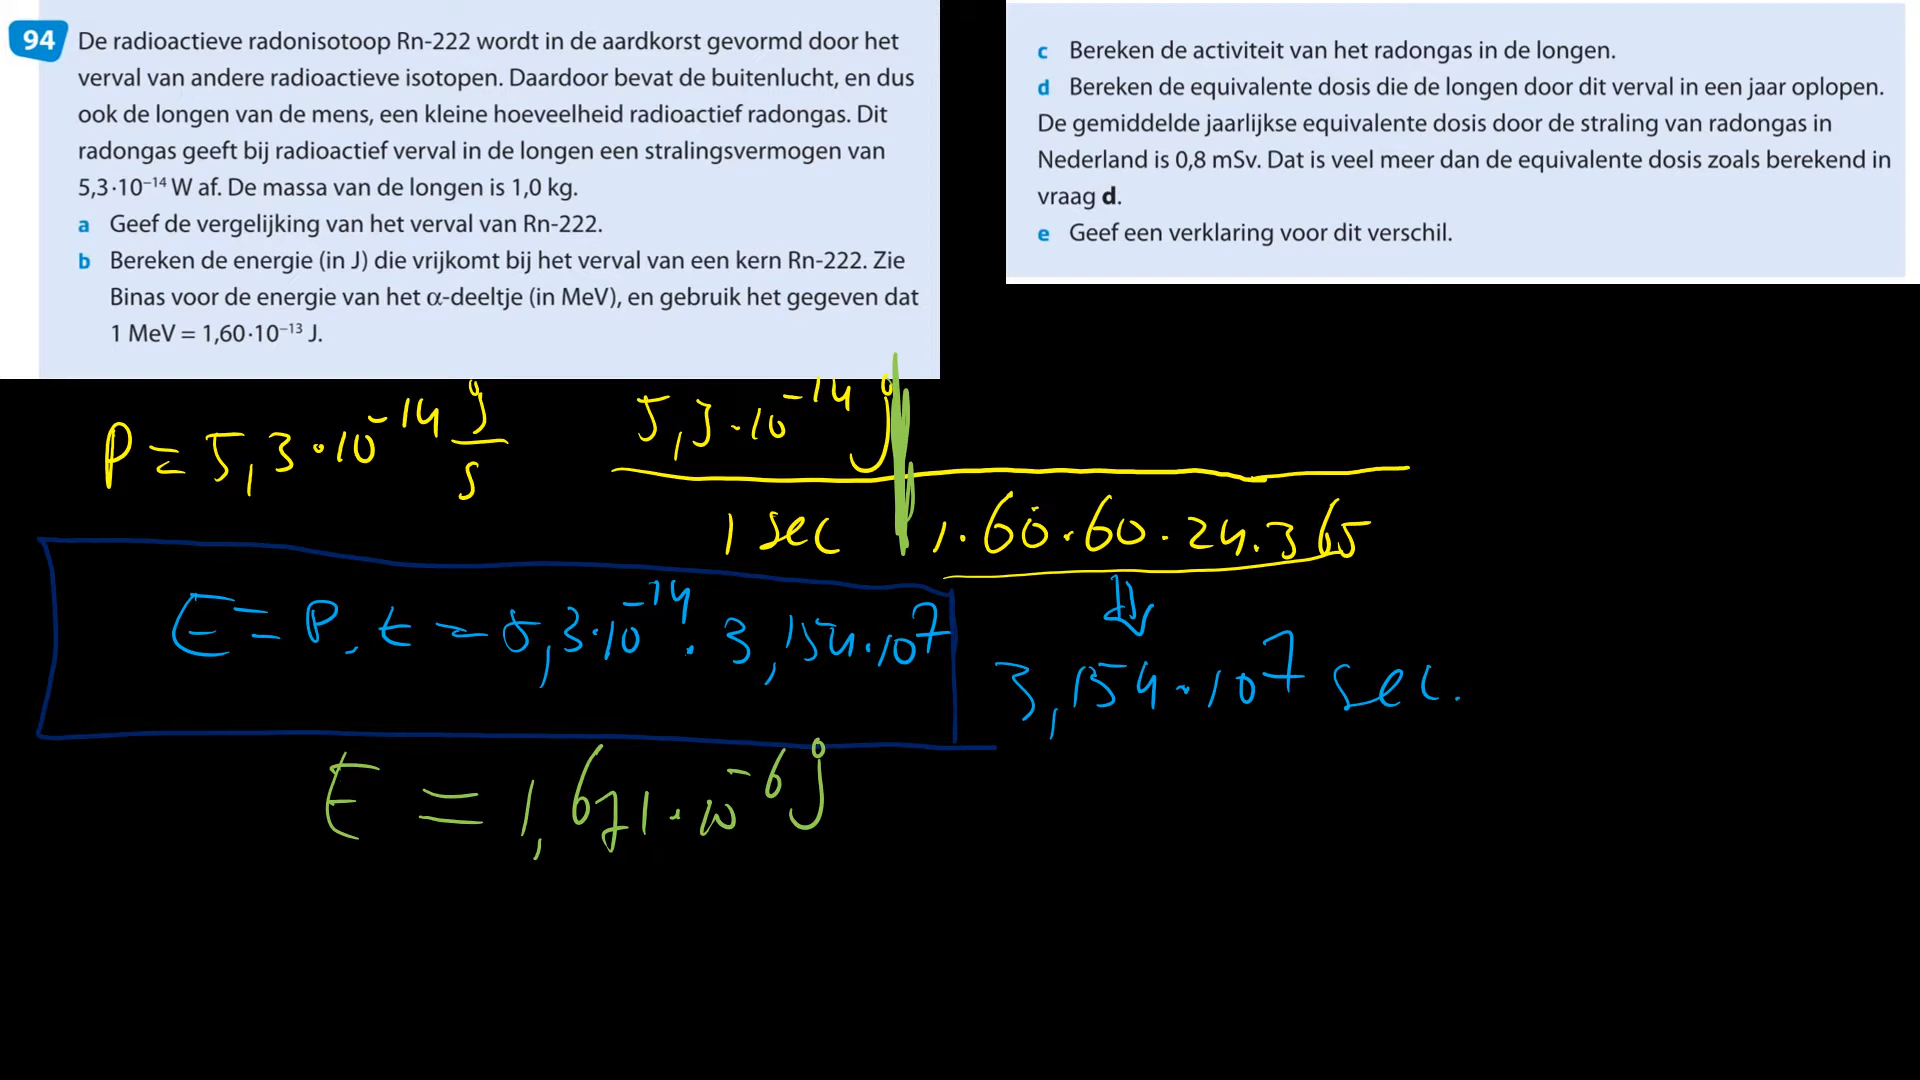 94 De radioactieve radonisotoop Rn-222 wordt in de aardkorst gevormd door het
verval van andere radioactieve isotopen. Daardoor bevat de buitenlucht, en dus
ook de longen van de mens, een kleine hoeveelheid radioactief radongas. Dit
radongas geeft bij radioactief verval in de longen een stralingsvermogen van
5,3·10⁻¹⁴ W af. De massa van de longen is 1,0 kg.
a Geef de vergelijking van het verval van Rn-222.
b Bereken de energie (in J) die vrijkomt bij het verval van een kern Rn-222. Zie
Binas voor de energie van het α-deeltje (in MeV), en gebruik het gegeven dat
1 MeV = 1,60·10⁻¹³ J.
c Bereken de activiteit van het radongas in de longen.
d Bereken de equivalente dosis die de longen door dit verval in een jaar oplopen.
De gemiddelde jaarlijkse equivalente dosis door de straling van radongas in
Nederland is 0,8 mSv. Dat is veel meer dan de equivalente dosis zoals berekend in
vraag d.
e Geef een verklaring voor dit verschil.
P = 5,3·10⁻¹⁴ J/s
5,3·10⁻¹⁴ J
1 sec 1·60·60·24·365
E = P·t = 5,3·10⁻¹⁴ · 3,154·10⁷
3,154·10⁷ sec.
E = 1,671·10⁻⁶ J